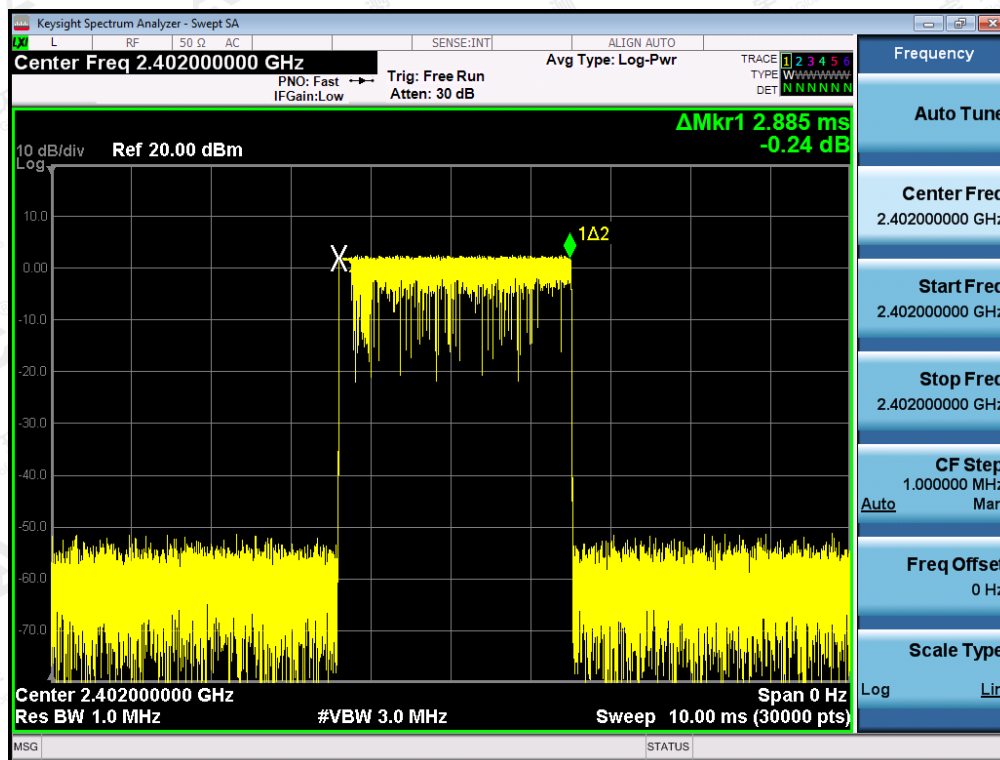 Keysight Spectrum Analyzer - Swept SA
LXI L RF 50 Ω AC SENSE:INT ALIGN AUTO
Center Freq 2.402000000 GHz
PNO: Fast
IFGain:Low
Trig: Free Run
Atten: 30 dB
Avg Type: Log-Pwr
TRACE 1 2 3 4 5 6
TYPE W
DET N N N N N N
ΔMkr1 2.885 ms
-0.24 dB
10 dB/div Ref 20.00 dBm
Log
10.0
0.00
-10.0
-20.0
-30.0
-40.0
-50.0
-60.0
-70.0
1Δ2
Center 2.402000000 GHz Span 0 Hz
Res BW 1.0 MHz #VBW 3.0 MHz Sweep 10.00 ms (30000 pts)
MSG STATUS
Frequency
Auto Tune
Center Freq
2.402000000 GHz
Start Freq
2.402000000 GHz
Stop Freq
2.402000000 GHz
CF Step
1.000000 MHz
Auto Man
Freq Offset
0 Hz
Scale Type
Log Lin